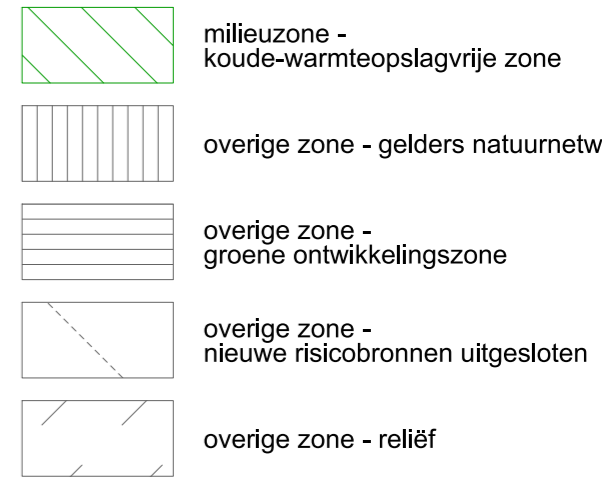 milieuzone -
koude-warmteopslagvrije zone
overige zone - gelders natuurnetw
overige zone -
groene ontwikkelingszone
overige zone -
nieuwe risicobronnen uitgesloten
overige zone - reliëf